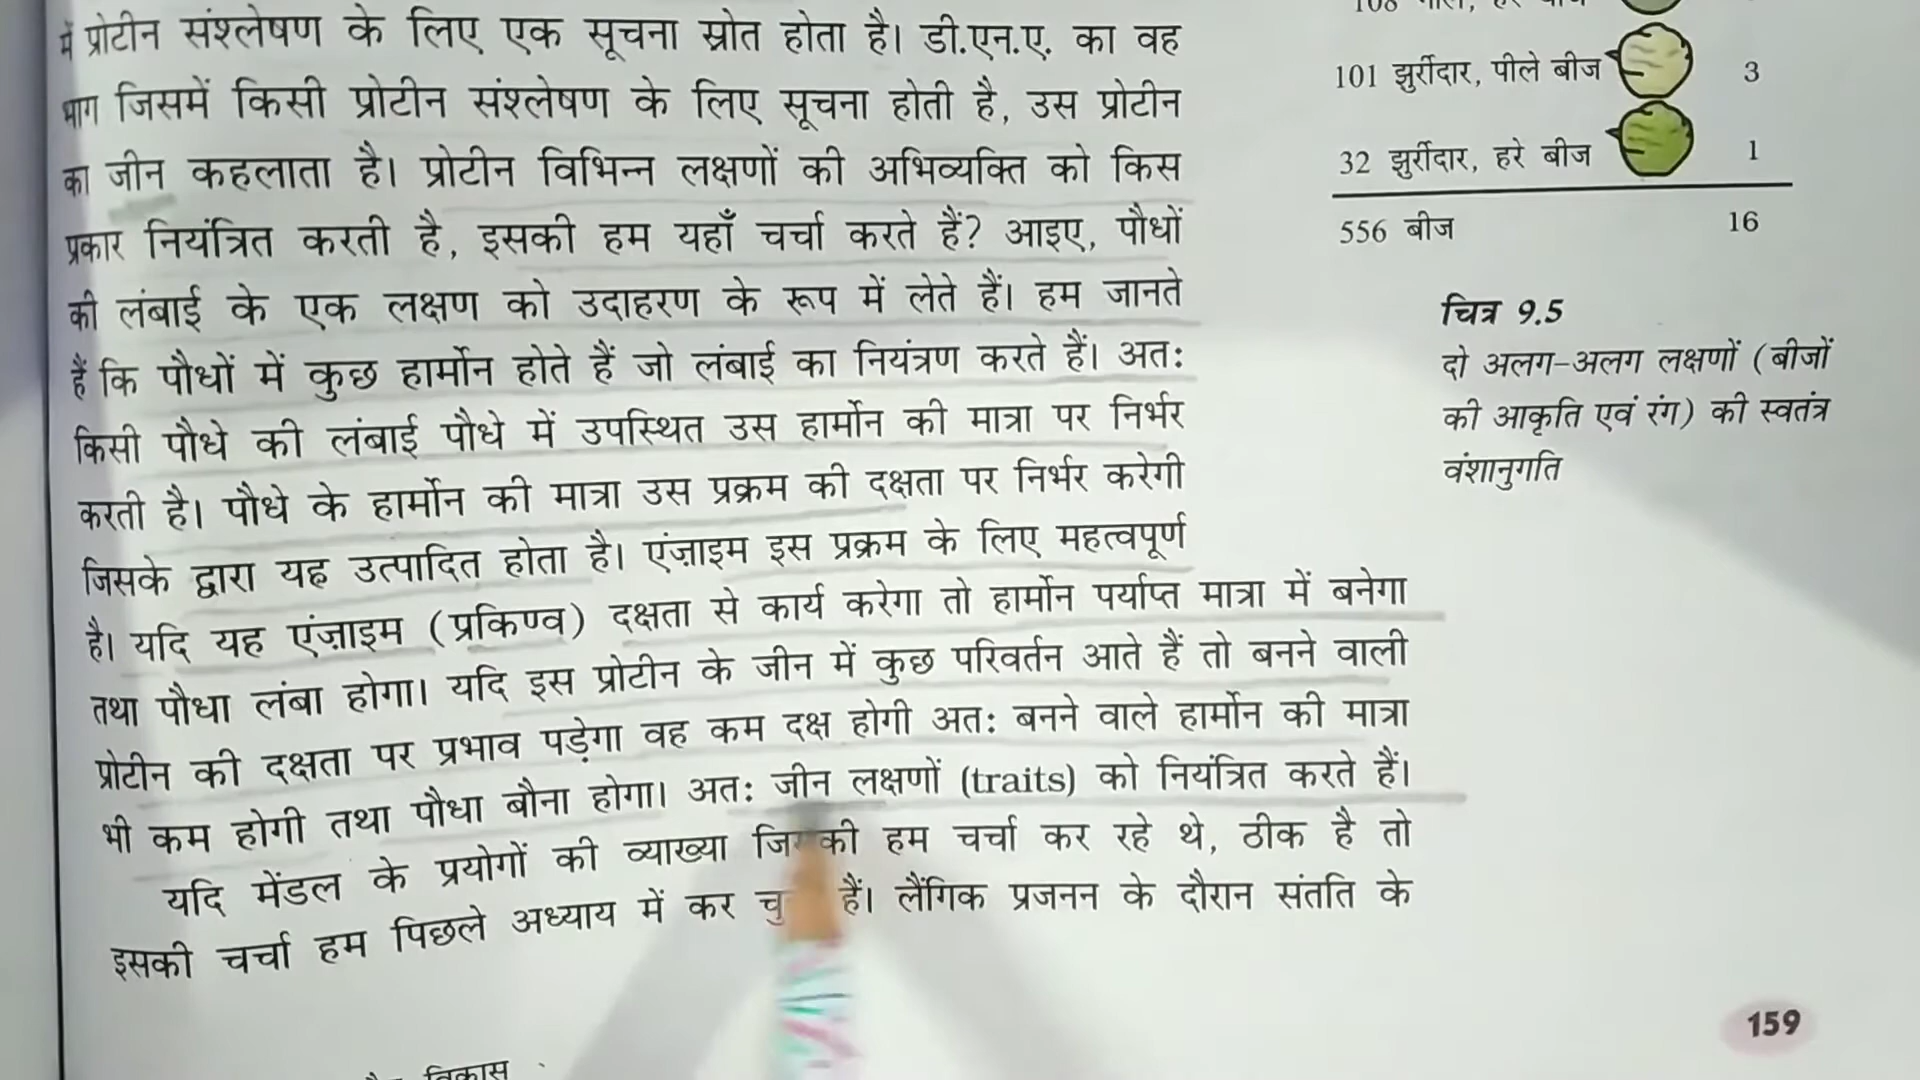 में प्रोटीन संश्लेषण के लिए एक सूचना स्रोत होता है। डी.एन.ए. का वह
भाग जिसमें किसी प्रोटीन संश्लेषण के लिए सूचना होती है, उस प्रोटीन
का जीन कहलाता है। प्रोटीन विभिन्न लक्षणों की अभिव्यक्ति को किस
प्रकार नियंत्रित करती है, इसकी हम यहाँ चर्चा करते हैं? आइए, पौधों
की लंबाई के एक लक्षण को उदाहरण के रूप में लेते हैं। हम जानते
हैं कि पौधों में कुछ हार्मोन होते हैं जो लंबाई का नियंत्रण करते हैं। अतः
किसी पौधे की लंबाई पौधे में उपस्थित उस हार्मोन की मात्रा पर निर्भर
करती है। पौधे के हार्मोन की मात्रा उस प्रक्रम की दक्षता पर निर्भर करेगी
जिसके द्वारा यह उत्पादित होता है। एंज़ाइम इस प्रक्रम के लिए महत्वपूर्ण
है। यदि यह एंज़ाइम (प्रकिण्व) दक्षता से कार्य करेगा तो हार्मोन पर्याप्त मात्रा में बनेगा
तथा पौधा लंबा होगा। यदि इस प्रोटीन के जीन में कुछ परिवर्तन आते हैं तो बनने वाली
प्रोटीन की दक्षता पर प्रभाव पड़ेगा वह कम दक्ष होगी अतः बनने वाले हार्मोन की मात्रा
भी कम होगी तथा पौधा बौना होगा। अतः जीन लक्षणों (traits) को नियंत्रित करते हैं।
यदि मेंडल के प्रयोगों की व्याख्या हम चर्चा कर रहे थे, ठीक है तो
इसकी चर्चा हम पिछले अध्याय में कर हैं। लैंगिक प्रजनन के दौरान संतति के
विकास
108
101 झुर्रीदार, पीले बीज 3
32 झुर्रीदार, हरे बीज 1
556 बीज 16
चित्र 9.5
दो अलग-अलग लक्षणों (बीजों
की आकृति एवं रंग) की स्वतंत्र
वंशानुगति
159